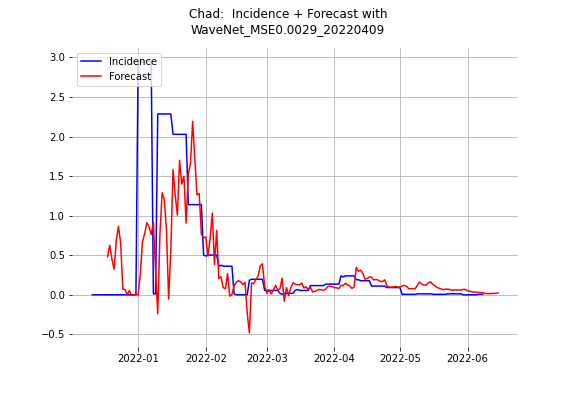 Chad:  Incidence + Forecast with
WaveNet_MSE0.0029_20220409
Incidence
Forecast
3.0
2.5
2.0
1.5
1.0
0.5
0.0
−0.5
2022-01 2022-02 2022-03 2022-04 2022-05 2022-06